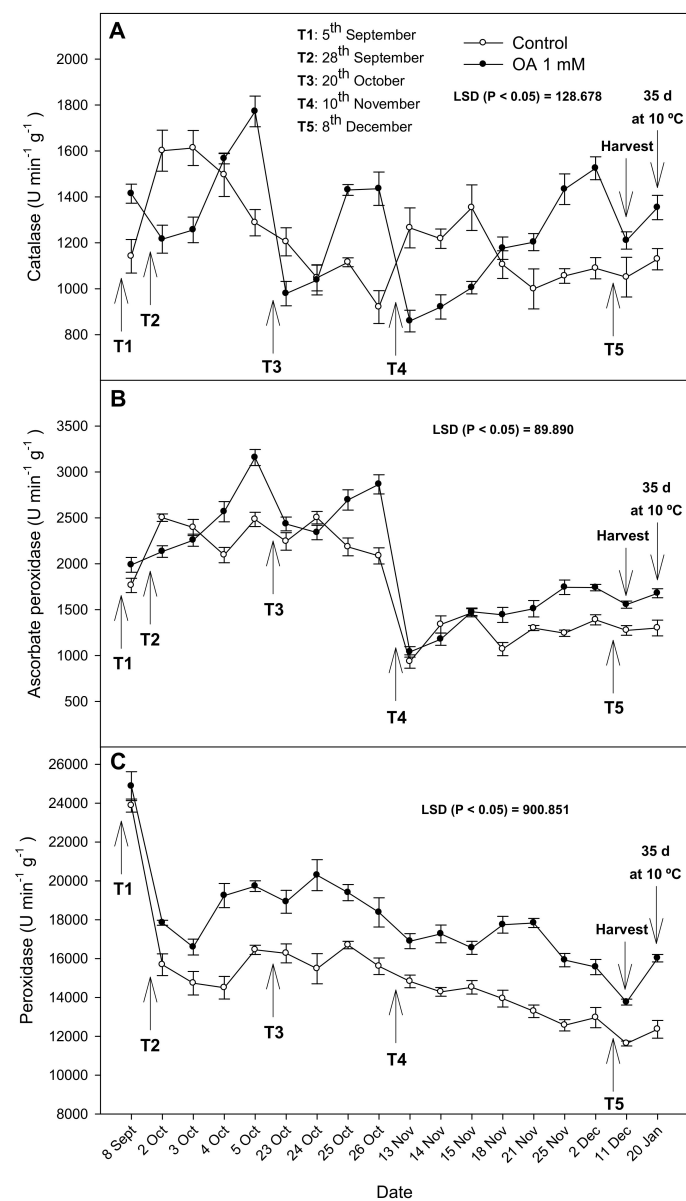 A
T1: 5th September
T2: 28th September
T3: 20th October
T4: 10th November
T5: 8th December
Control
OA 1 mM
LSD (P < 0.05) = 128.678
35 d
at 10 ºC
Harvest
Catalase (U min-1 g-1 )
2000
1800
1600
1400
1200
1000
800
T1
T2
T3
T4
T5
B
LSD (P < 0.05) = 89.890
35 d
at 10 ºC
Harvest
Ascorbate peroxidase (U min-1 g-1 )
3500
3000
2500
2000
1500
1000
500
T1
T2
T3
T4
T5
C
LSD (P < 0.05) = 900.851
35 d
at 10 ºC
Harvest
Peroxidase (U min-1 g-1 )
26000
24000
22000
20000
18000
16000
14000
12000
10000
8000
T1
T2
T3
T4
T5
8 Sept
2 Oct
3 Oct
4 Oct
5 Oct
23 Oct
24 Oct
25 Oct
26 Oct
13 Nov
14 Nov
15 Nov
18 Nov
21 Nov
25 Nov
2 Dec
11 Dec
20 Jan
Date